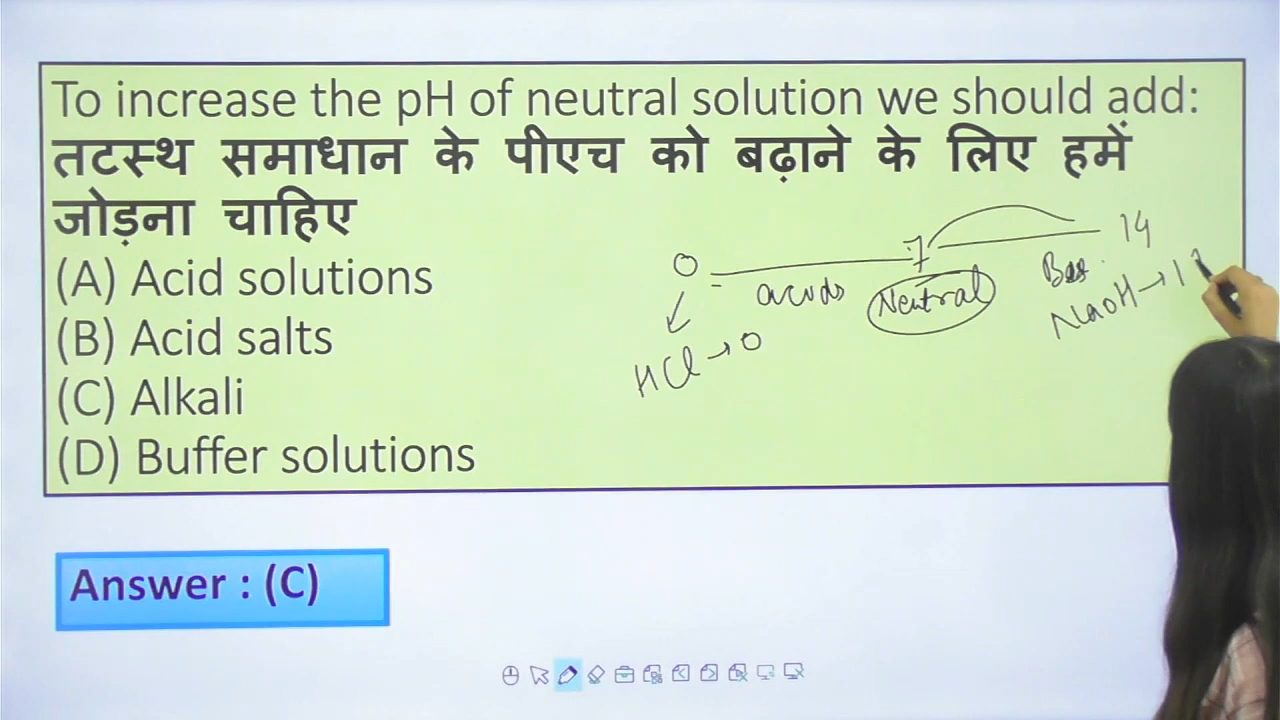 To increase the pH of neutral solution we should add:
तटस्थ समाधान के पीएच को बढ़ाने के लिए हमें
जोड़ना चाहिए
(A) Acid solutions
(B) Acid salts
(C) Alkali
(D) Buffer solutions
0 7 14
acids Neutral
HCl → 0
NaOH → 1
Answer : (C)